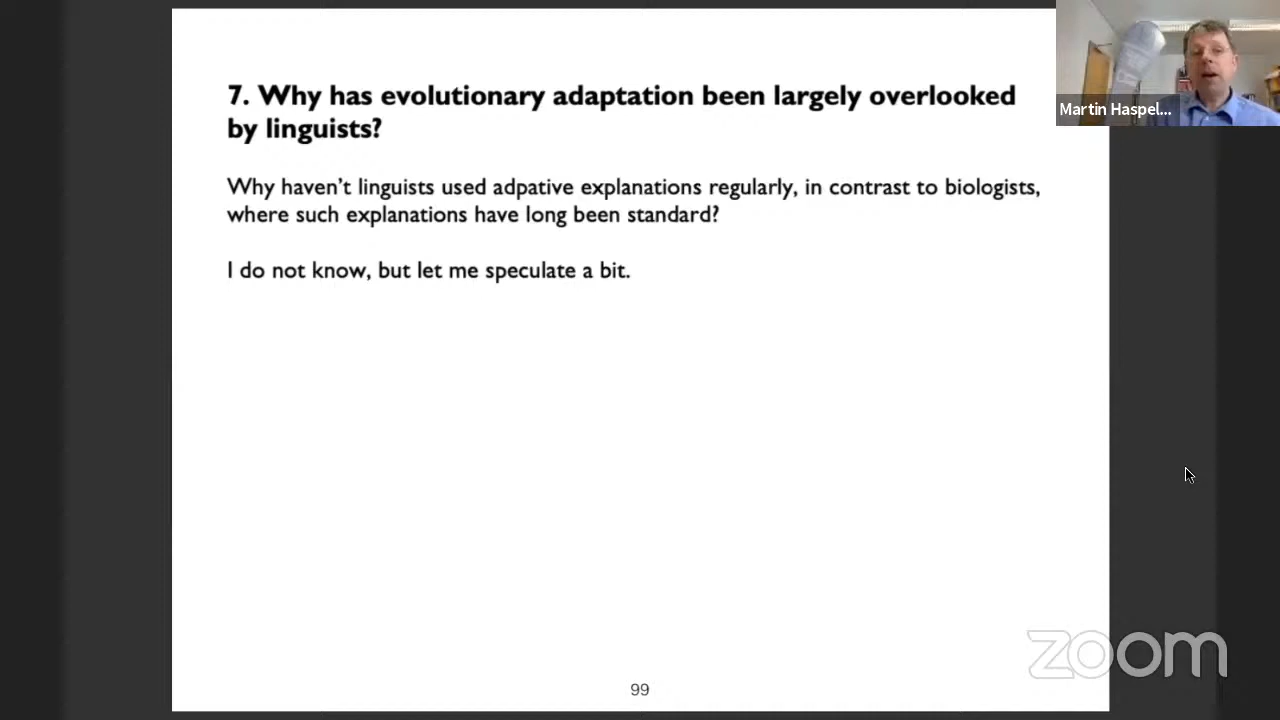 7. Why has evolutionary adaptation been largely overlooked
by linguists?
Why haven't linguists used adpative explanations regularly, in contrast to biologists,
where such explanations have long been standard?
I do not know, but let me speculate a bit.
99
Martin Haspel...
zoom